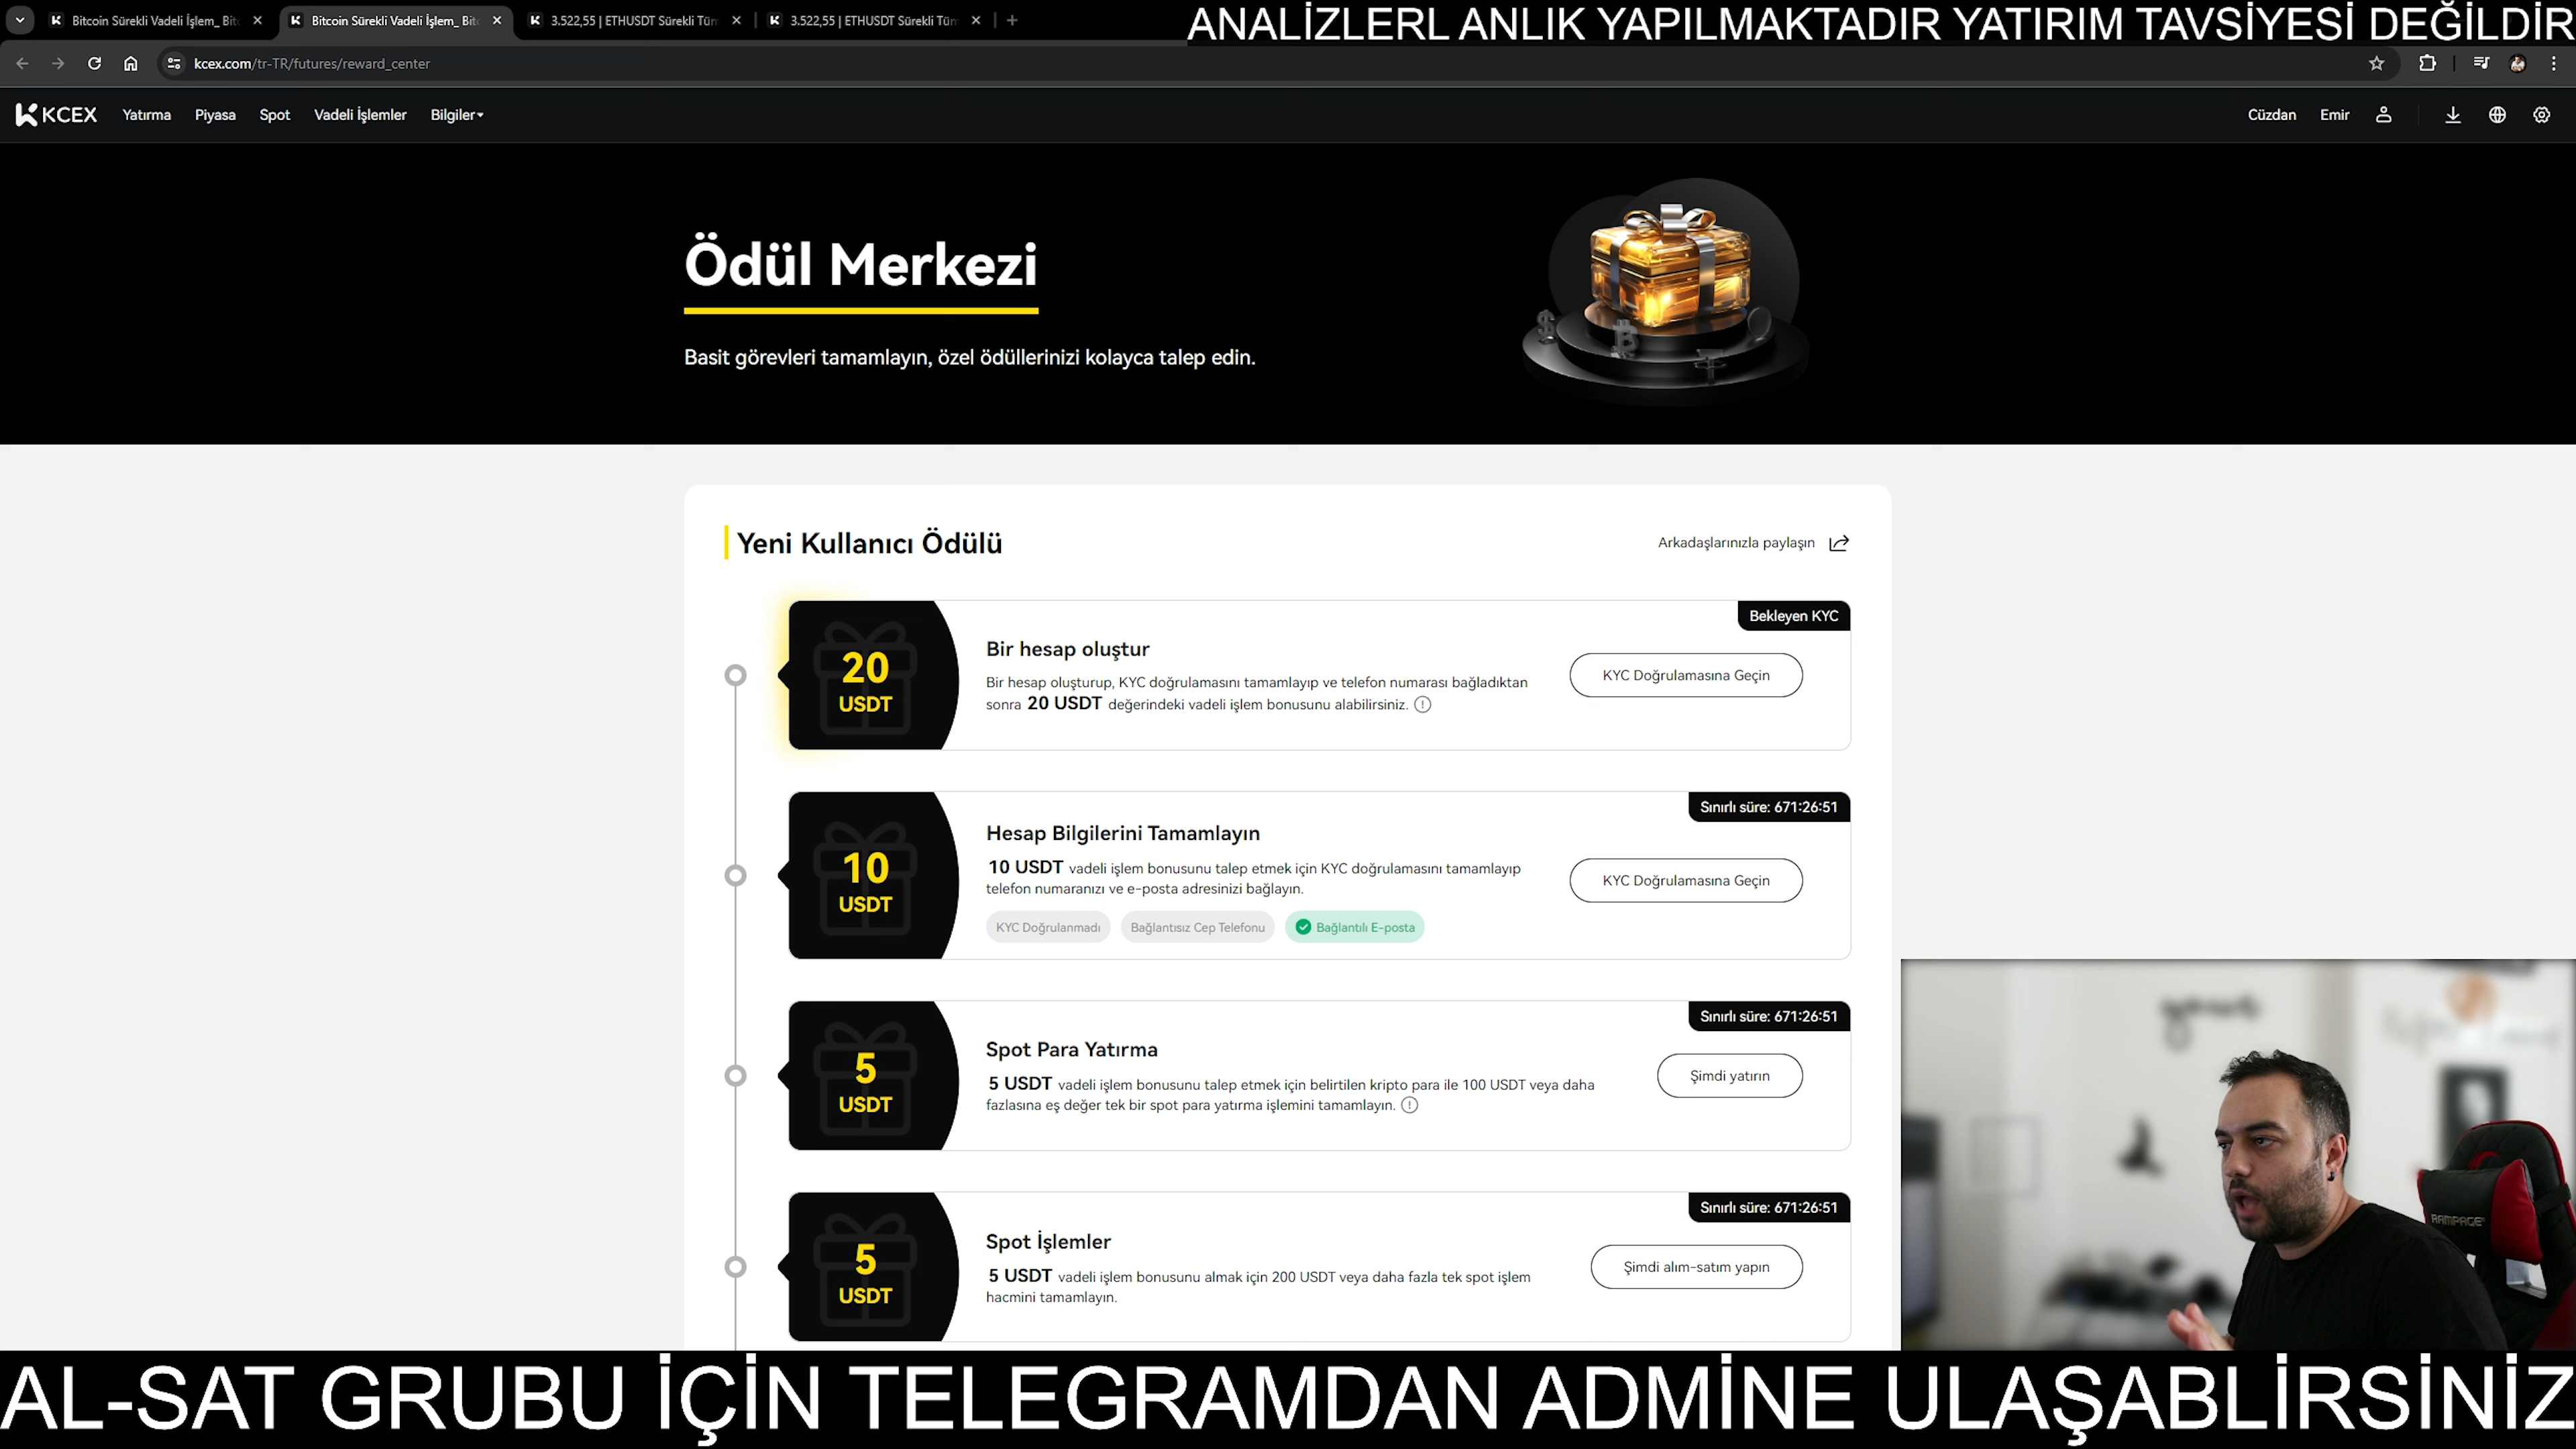 Bitcoin Sürekli Vadeli İşlem_ Bit
Bitcoin Sürekli Vadeli İşlem_ Bit
3.522,55 | ETHUSDT Sürekli Tüm
3.522,55 | ETHUSDT Sürekli Tüm
ANALİZLERL ANLIK YAPILMAKTADIR YATIRIM TAVSİYESİ DEĞİLDİR
kcex.com/tr-TR/futures/reward_center
KCEX Yatırma Piyasa Spot Vadeli İşlemler Bilgiler Cüzdan Emir
Ödül Merkezi
Basit görevleri tamamlayın, özel ödüllerinizi kolayca talep edin.
Yeni Kullanıcı Ödülü
Arkadaşlarınızla paylaşın
Bekleyen KYC
20
USDT
Bir hesap oluştur
Bir hesap oluşturup, KYC doğrulamasını tamamlayıp ve telefon numarası bağladıktan
sonra 20 USDT değerindeki vadeli işlem bonusunu alabilirsiniz.
KYC Doğrulamasına Geçin
Sınırlı süre: 671:26:51
10
USDT
Hesap Bilgilerini Tamamlayın
10 USDT vadeli işlem bonusunu talep etmek için KYC doğrulamasını tamamlayıp
telefon numaranızı ve e-posta adresinizi bağlayın.
KYC Doğrulanmadı Bağlantısız Cep Telefonu Bağlantılı E-posta
KYC Doğrulamasına Geçin
Sınırlı süre: 671:26:51
5
USDT
Spot Para Yatırma
5 USDT vadeli işlem bonusunu talep etmek için belirtilen kripto para ile 100 USDT veya daha
fazlasına eş değer tek bir spot para yatırma işlemini tamamlayın.
Şimdi yatırın
Sınırlı süre: 671:26:51
5
USDT
Spot İşlemler
5 USDT vadeli işlem bonusunu almak için 200 USDT veya daha fazla tek spot işlem
hacmini tamamlayın.
Şimdi alım-satım yapın
RAMPAGE
AL-SAT GRUBU İÇİN TELEGRAMDAN ADMİNE ULAŞABLİRSİNİZ